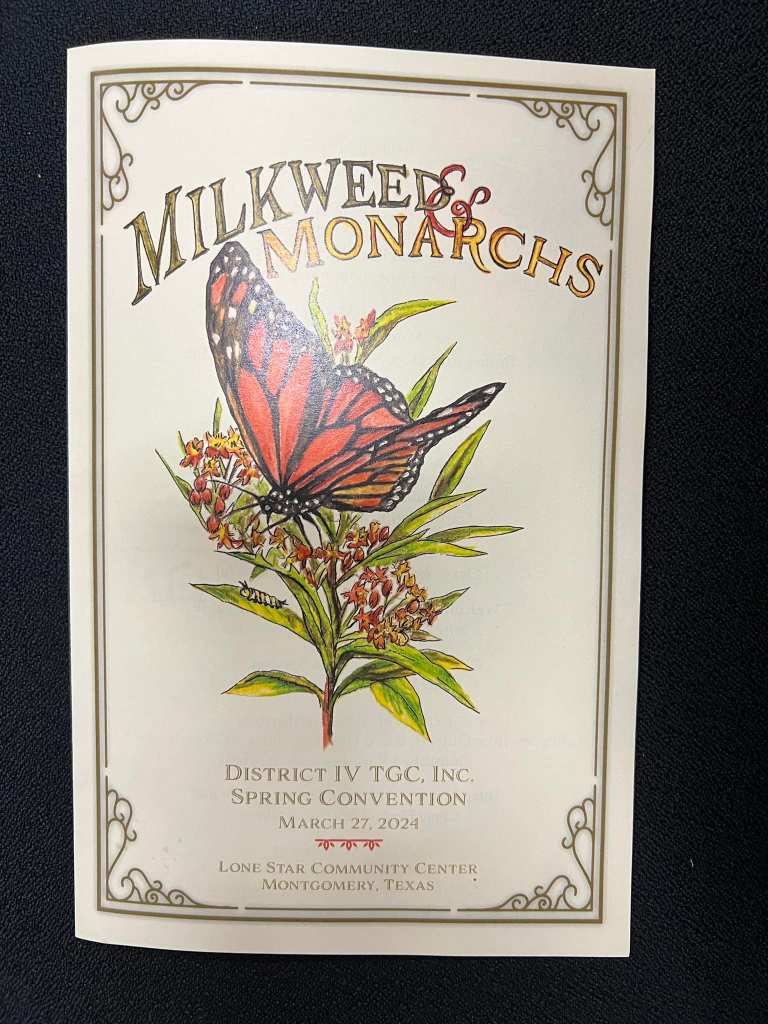 MILKWEED &
MONARCHS
DISTRICT IV TGC, INC.
SPRING CONVENTION
MARCH 27, 2024
LONE STAR COMMUNITY CENTER
MONTGOMERY, TEXAS